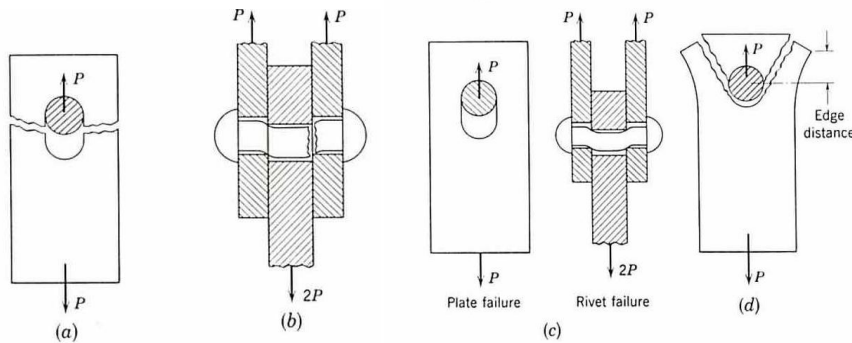 P
P
(a)
P P
2P
(b)
P
P
Plate failure
P P
2P
Rivet failure
(c)
P
Edge
distance
P
(d)